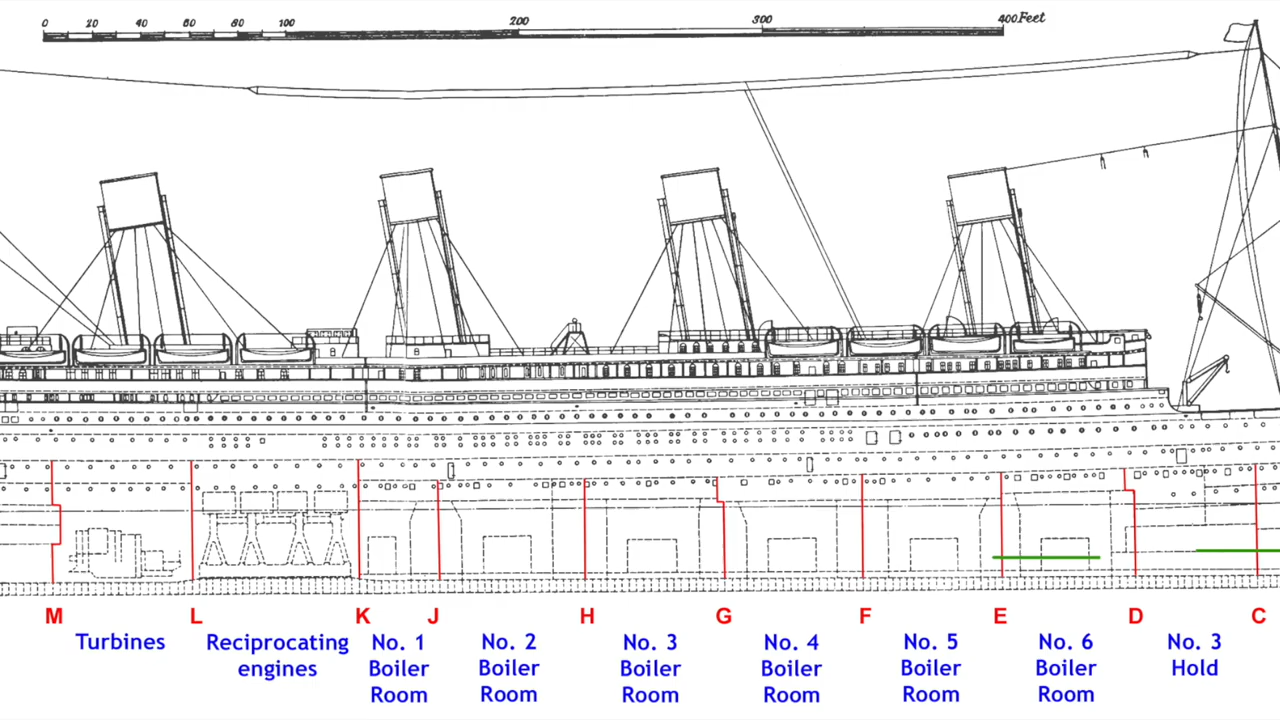 0 20 40 60 80 100 200 300 400 Feet
M L K J H G F E D C
Turbines
Reciprocating
engines
No. 1
Boiler
Room
No. 2
Boiler
Room
No. 3
Boiler
Room
No. 4
Boiler
Room
No. 5
Boiler
Room
No. 6
Boiler
Room
No. 3
Hold